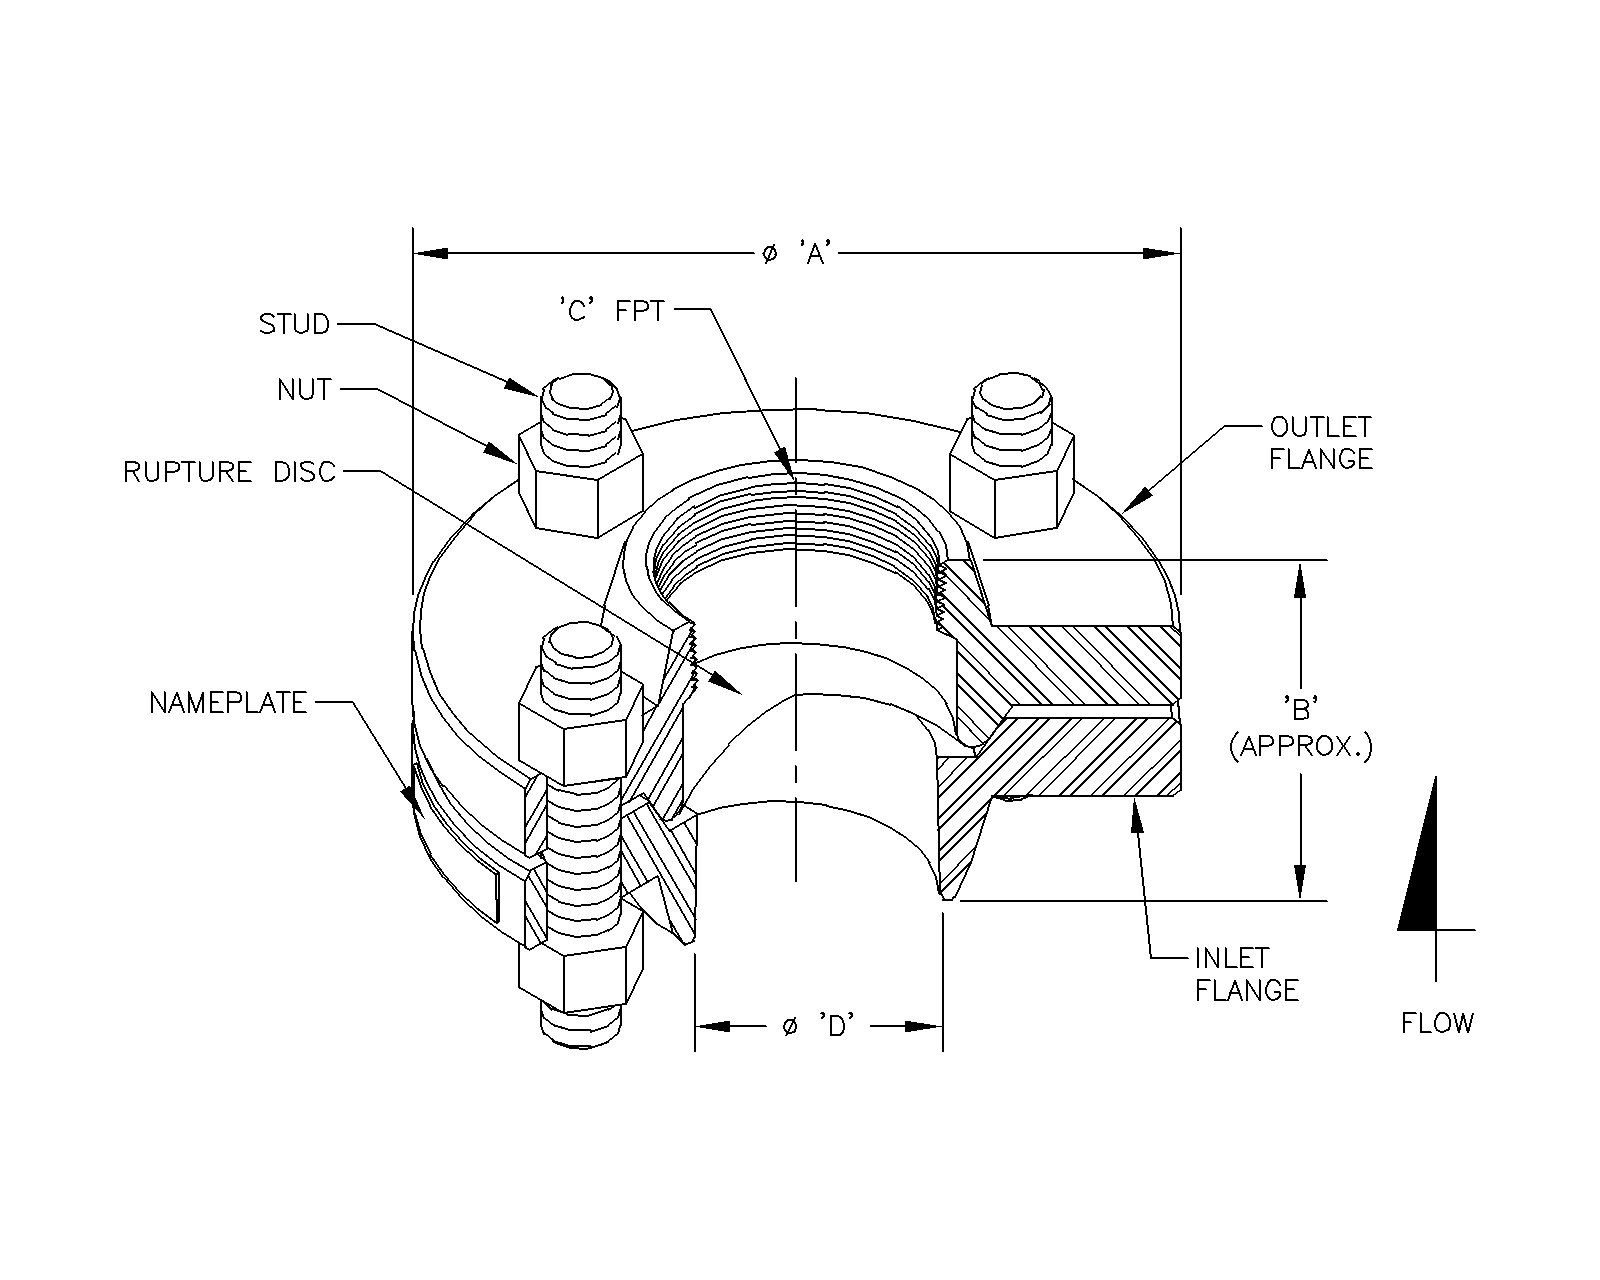 ø 'A'
'C' FPT
STUD
NUT
RUPTURE DISC
OUTLET
FLANGE
NAMEPLATE
'B'
(APPROX.)
INLET
FLANGE
ø 'D'
FLOW